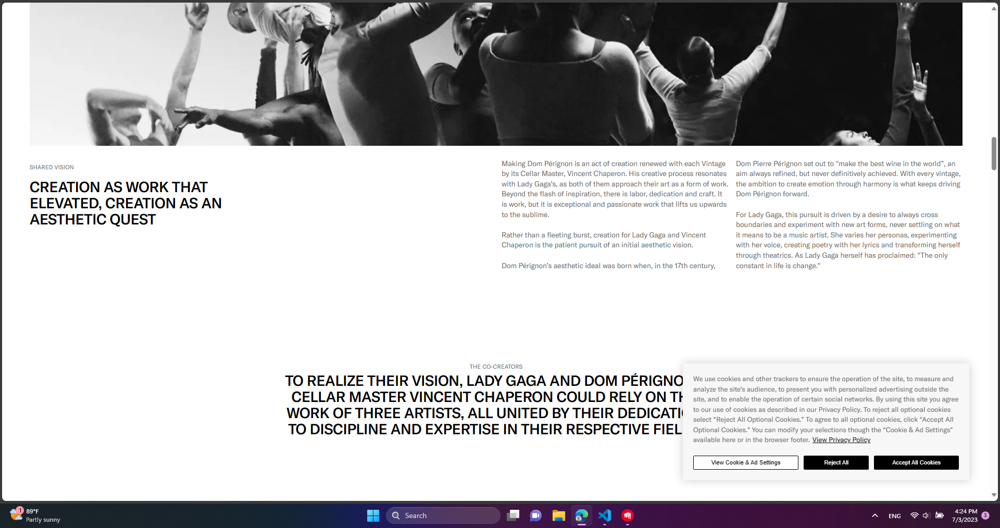 SHARED VISION
CREATION AS WORK THAT
ELEVATED, CREATION AS AN
AESTHETIC QUEST
Making Dom Pérignon is an act of creation renewed with each Vintage
by its Cellar Master, Vincent Chaperon. His creative process resonates
with Lady Gaga’s, as both of them approach their art as a form of work.
Beyond the flash of inspiration, there is labor, dedication and craft. It
is work, but it is exceptional and passionate work that lifts us upwards
to the sublime.
Rather than a fleeting burst, creation for Lady Gaga and Vincent
Chaperon is the patient pursuit of an initial aesthetic vision.
Dom Pérignon’s aesthetic ideal was born when, in the 17th century,
Dom Pierre Pérignon set out to “make the best wine in the world”, an
aim always refined, but never definitively achieved. With every vintage,
the ambition to create emotion through harmony is what keeps driving
Dom Pérignon forward.
For Lady Gaga, this pursuit is driven by a desire to always cross
boundaries and experiment with new art forms, never settling on what
it means to be a music artist. She varies her personas, experimenting
with her voice, creating poetry with her lyrics and transforming herself
through theatrics. As Lady Gaga herself has proclaimed: “The only
constant in life is change."
THE CO-CREATORS
TO REALIZE THEIR VISION, LADY GAGA AND DOM PÉRIGNO
CELLAR MASTER VINCENT CHAPERON COULD RELY ON TH
WORK OF THREE ARTISTS, ALL UNITED BY THEIR DEDICATI
TO DISCIPLINE AND EXPERTISE IN THEIR RESPECTIVE FIEL
We use cookies and other trackers to ensure the operation of the site, to measure and
analyze the site’s audience, to present you with personalized advertising outside the
site, and to enable the operation of certain social networks. By using this site you agree
to our use of cookies as described in our Privacy Policy. To reject all optional cookies
select “Reject All Optional Cookies.” To agree to all optional cookies, click “Accept All
Optional Cookies.” You can modify your selections though the “Cookie & Ad Settings”
available here or in the browser footer. View Privacy Policy
View Cookie & Ad Settings
Reject All
Accept All Cookies
1
89°F
Partly sunny
Search
ENG
4:24 PM
7/3/2023
3